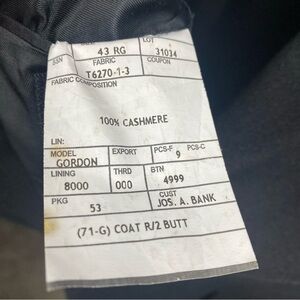 LOT
43 RG 31034
SSN FABRIC COUPON
T6270-1-3
FABRIC COMPOSITION
100% CASHMERE
LIN:
MODEL EXPORT PCS-F PCS-C
GORDON 9
LINING THRD BTN
8000 000 4999
PKG CUST
53 JOS. A. BANK
(71-G) COAT R/2 BUTT